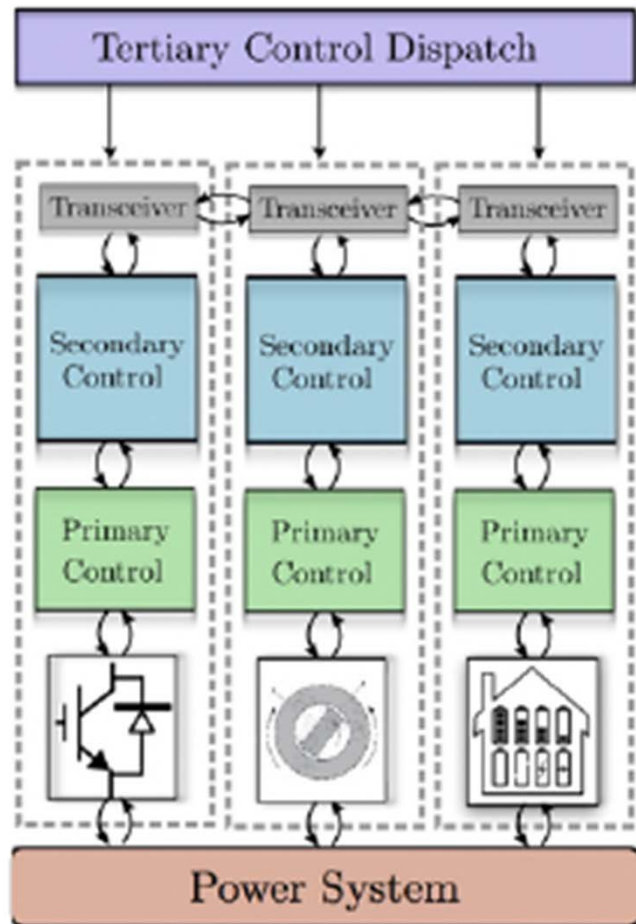 Tertiary Control Dispatch
Transceiver
Transceiver
Transceiver
Secondary
Control
Secondary
Control
Secondary
Control
Primary
Control
Primary
Control
Primary
Control
Power System